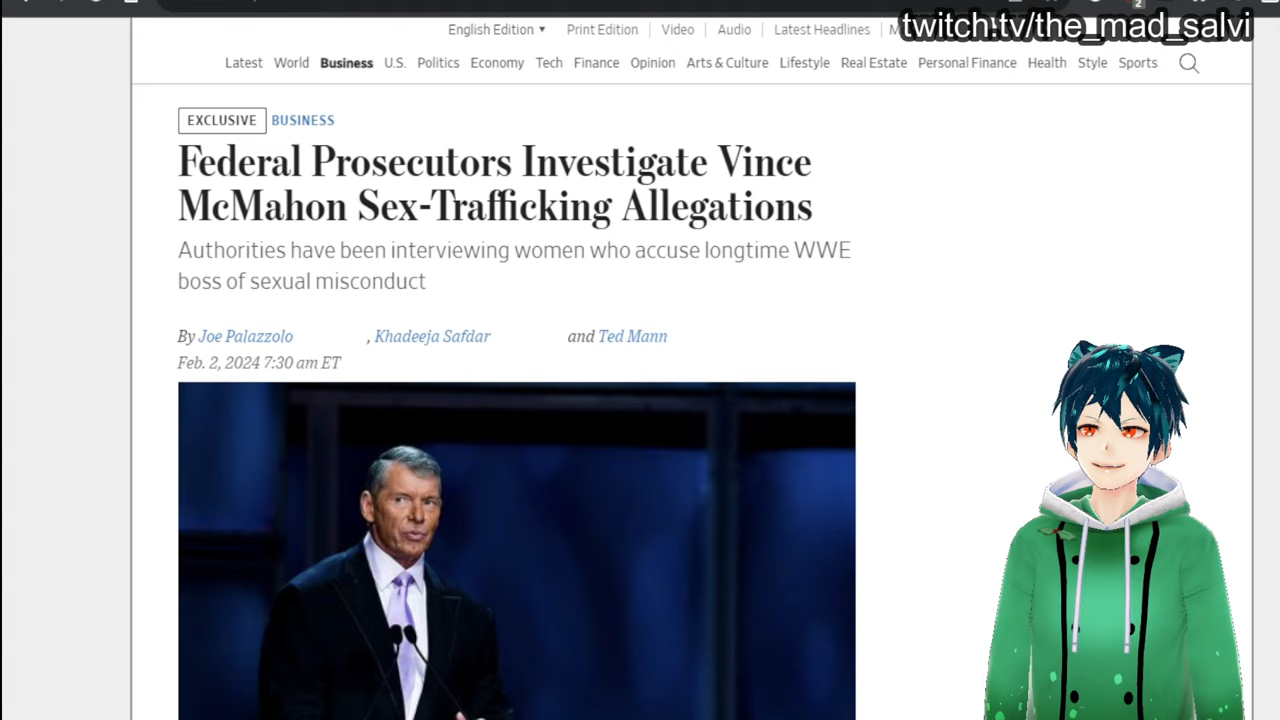 2
twitch.tv/the_mad_salvi
English Edition ▾ Print Edition Video Audio Latest Headlines
Latest World Business U.S. Politics Economy Tech Finance Opinion Arts & Culture Lifestyle Real Estate Personal Finance Health Style Sports
EXCLUSIVE BUSINESS
Federal Prosecutors Investigate Vince
McMahon Sex-Trafficking Allegations
Authorities have been interviewing women who accuse longtime WWE
boss of sexual misconduct
By Joe Palazzolo , Khadeeja Safdar and Ted Mann
Feb. 2, 2024 7:30 am ET